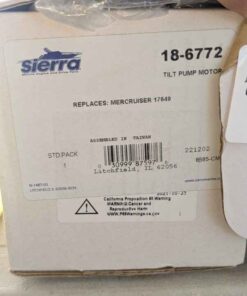 sierra
18-6772
TILT PUMP MOTOR
REPLACES: MERCRUISER 17649
ASSEMBLED IN TAIWAN
STD.PACK
1
221202
Litchfield, IL 62056
California Proposition 65 Warning
WARNING Cancer and
Reproductive Harm
www.P65Warnings.ca.gov